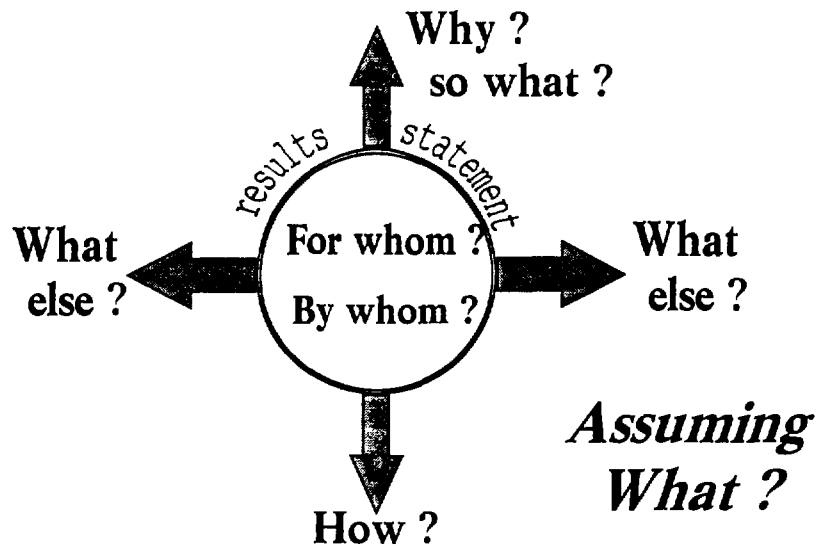 Why ?
so what ?
results statement
What
else ?
For whom ?
By whom ?
What
else ?
How ?
Assuming
What ?